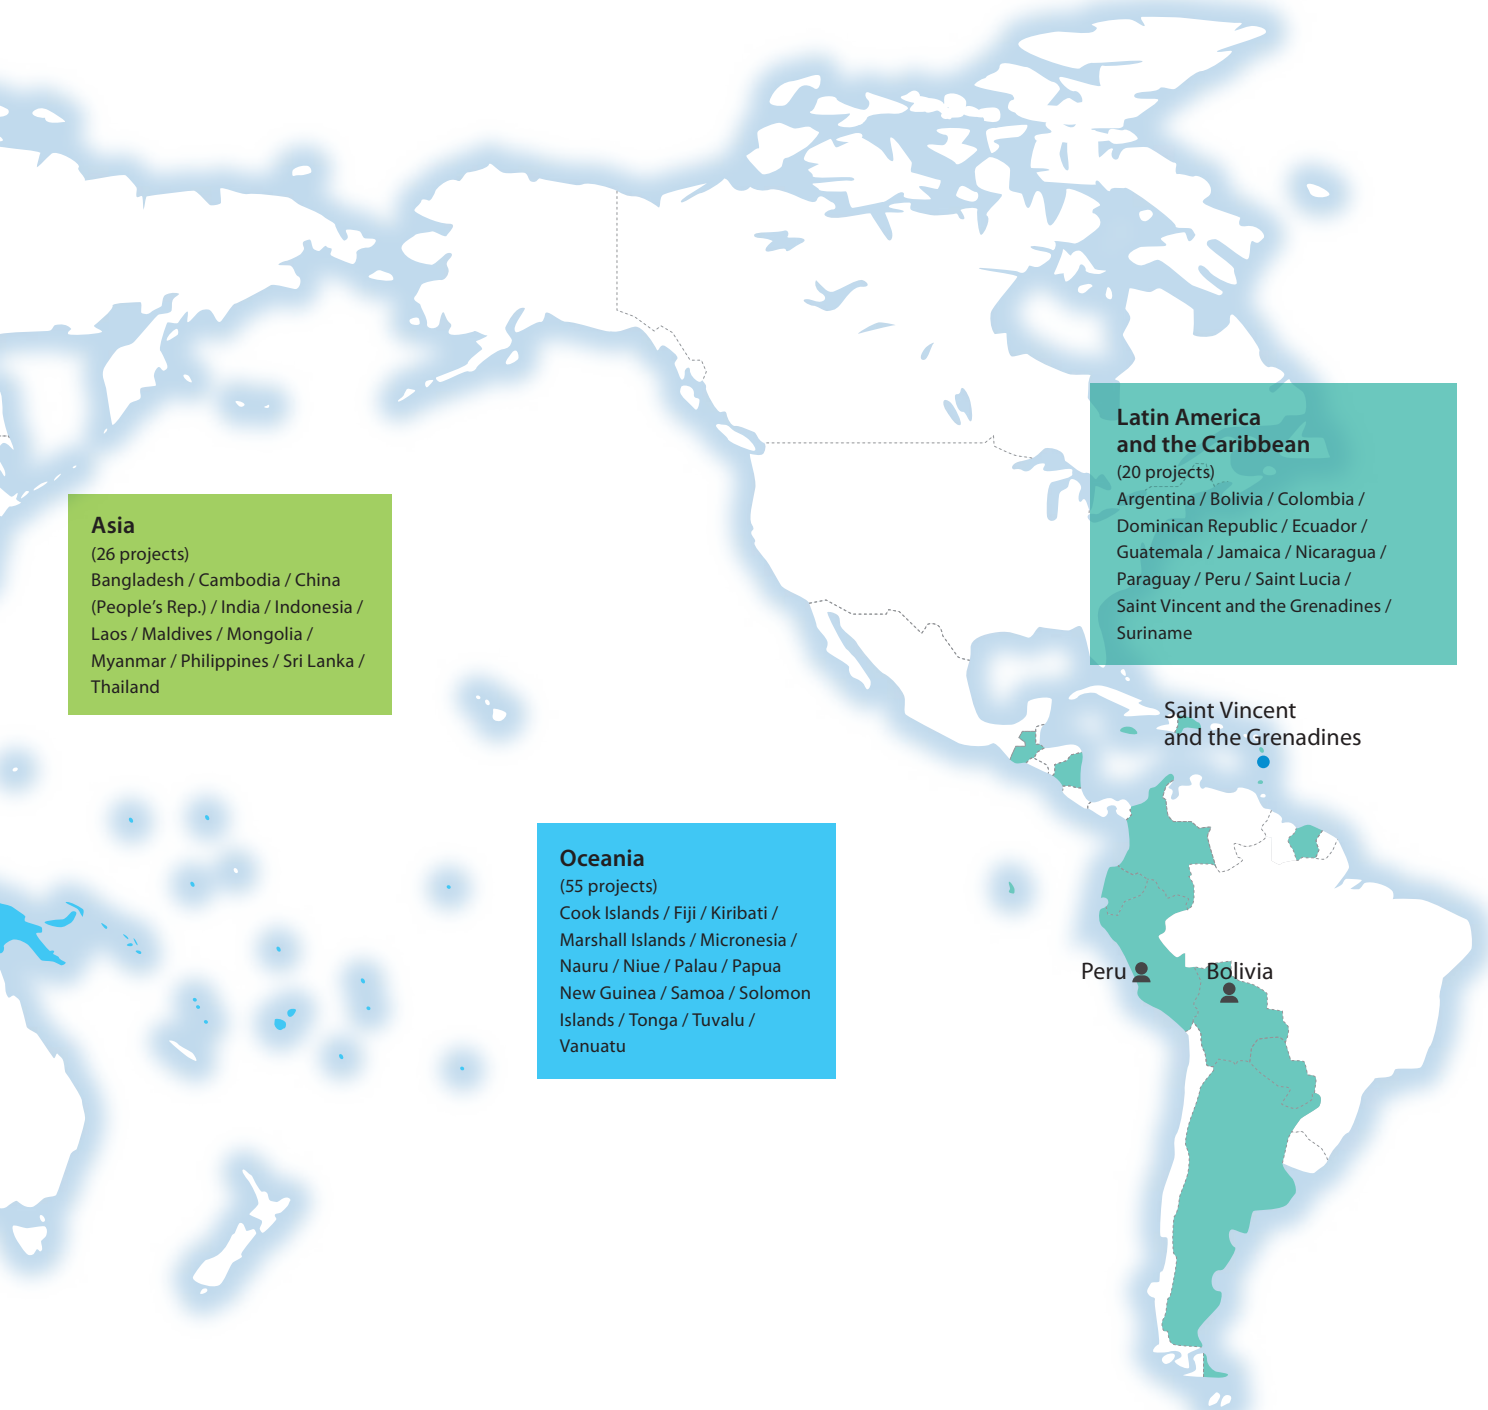 Latin America
and the Caribbean
(20 projects)
Argentina / Bolivia / Colombia /
Dominican Republic / Ecuador /
Guatemala / Jamaica / Nicaragua /
Paraguay / Peru / Saint Lucia /
Saint Vincent and the Grenadines /
Suriname
Asia
(26 projects)
Bangladesh / Cambodia / China
(People’s Rep.) / India / Indonesia /
Laos / Maldives / Mongolia /
Myanmar / Philippines / Sri Lanka /
Thailand
Saint Vincent
and the Grenadines
Oceania
(55 projects)
Cook Islands / Fiji / Kiribati /
Marshall Islands / Micronesia /
Nauru / Niue / Palau / Papua
New Guinea / Samoa / Solomon
Islands / Tonga / Tuvalu /
Vanuatu
Peru
Bolivia